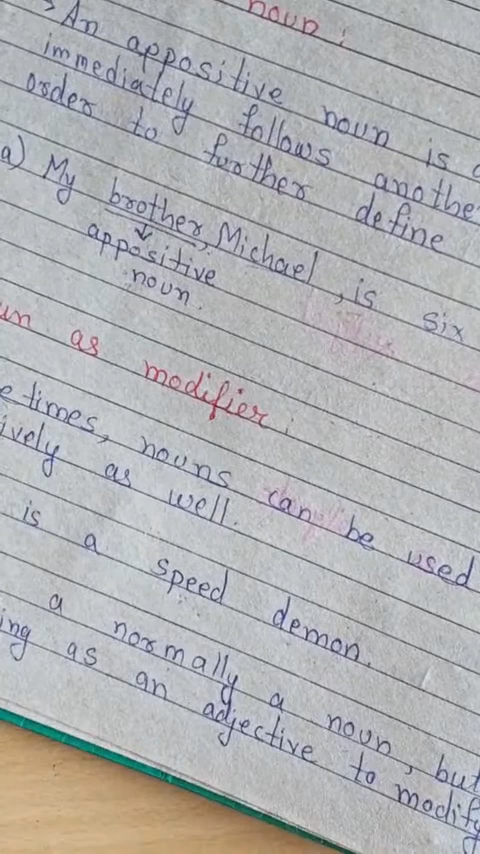 noun :
An appositive noun is a
immediately follows anothe
order to further define
a) My brother, Michael, is six
appositive
noun.
un as modifier:
etimes, nouns can be used
ively as well.
is a speed demon.
a normally a noun, but
ing as an adjective to modify